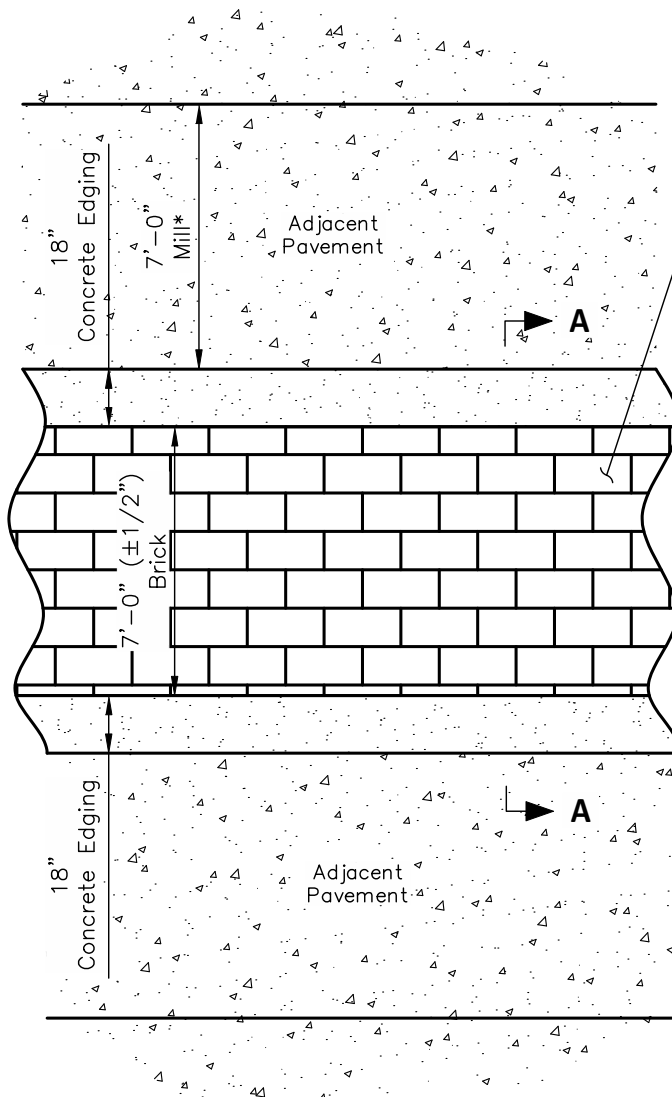 18"
Concrete Edging
7'-0"
Mill*
Adjacent
Pavement
A
7'-0" (±1/2")
Brick
A
18"
Concrete Edging
Adjacent
Pavement